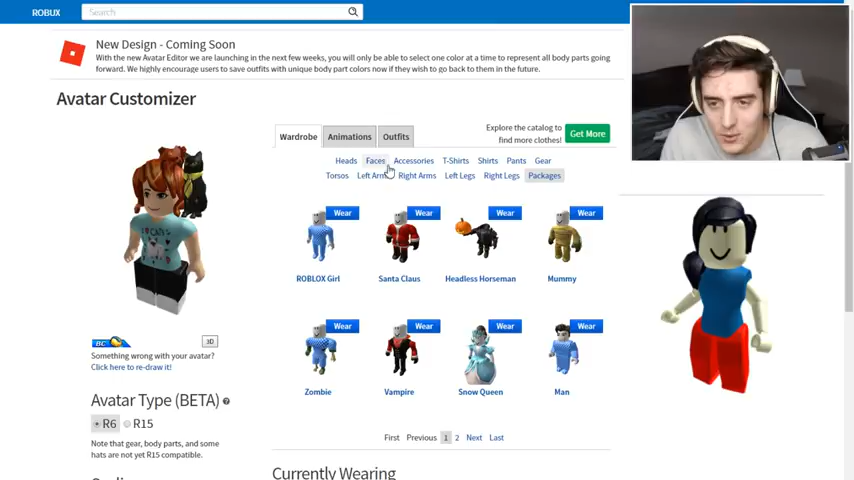 ROBUX
Search
New Design - Coming Soon
With the new Avatar Editor we are launching in the next few weeks, you will only be able to select one color at a time to represent all body parts going
forward. We highly encourage users to save outfits with unique body part colors now if they wish to go back to them in the future.
Avatar Customizer
Wardrobe Animations Outfits
Explore the catalog to
find more clothes!
Get More
Heads Faces Accessories T-Shirts Shirts Pants Gear
Torsos Left Arms Right Arms Left Legs Right Legs Packages
Wear Wear Wear Wear
ROBLOX Girl Santa Claus Headless Horseman Mummy
Wear Wear Wear Wear
Zombie Vampire Snow Queen Man
BC
3D
Something wrong with your avatar?
Click here to re-draw it!
Avatar Type (BETA) ?
R6 R15
Note that gear, body parts, and some
hats are not yet R15 compatible.
First Previous 1 2 Next Last
Currently Wearing